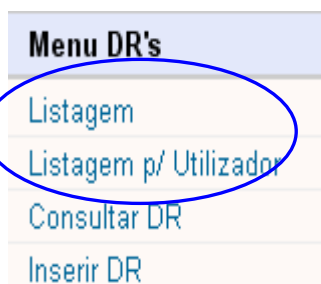 Menu DR's
Listagem
Listagem p/ Utilizador
Consultar DR
Inserir DR